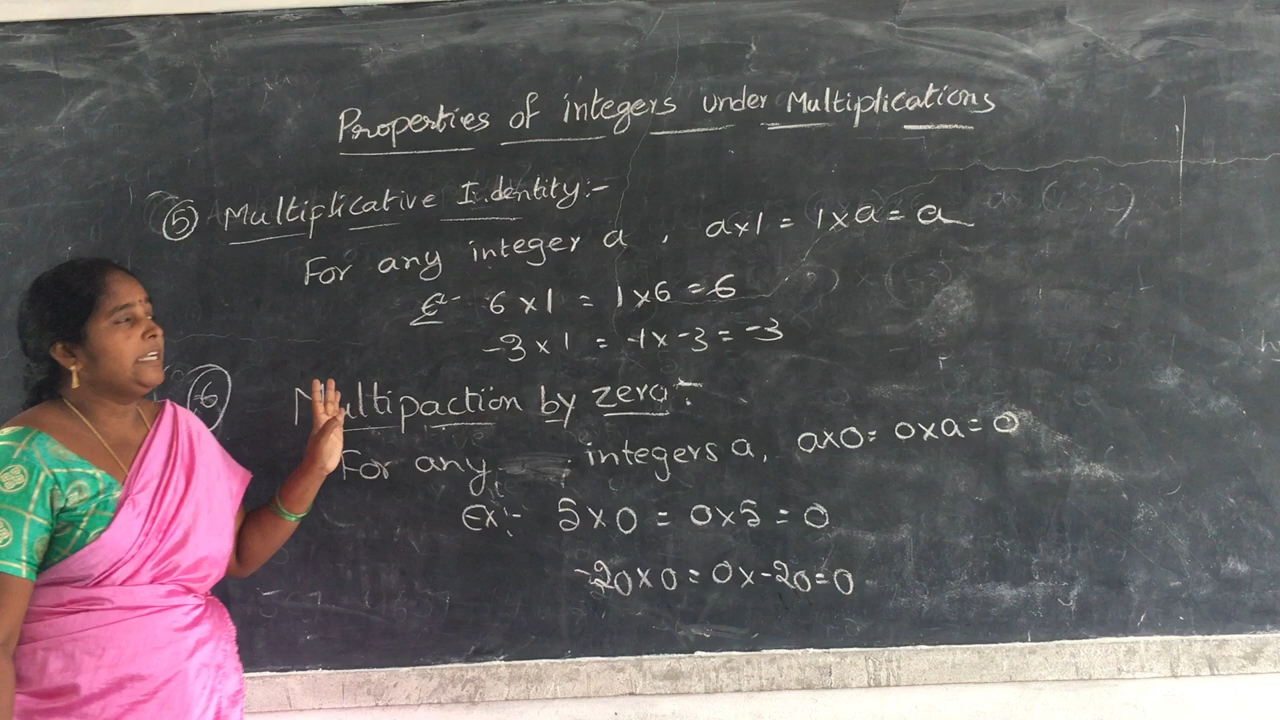 Properties of integers under Multiplications
⑤ Multiplicative Identity:-
For any integer a, a×1 = 1×a = a
Ex- 6×1 = 1×6 = 6
-3×1 = 1×-3 = -3
⑥ Multipaction by zero:-
For any integers a, a×0 = 0×a = 0
Ex:- 5×0 = 0×5 = 0
-20×0 = 0×-20 = 0